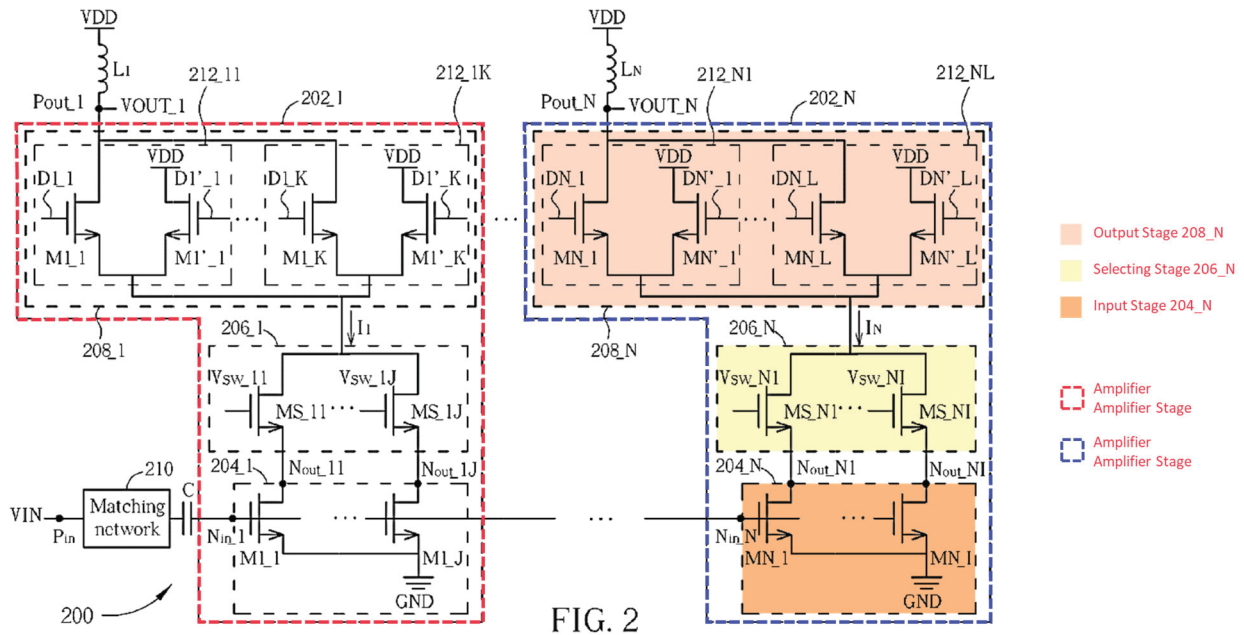 VDD
VDD
L1
LN
212_11
212_1K
212_N1
212_NL
Pout_1
VOUT_1
202_1
Pout_N
VOUT_N
202_N
VDD
VDD
VDD
VDD
D1_1
D1'_1
D1_K
D1'_K
DN_1
DN'_1
DN_L
DN'_L
... ... ... ...
M1_1
M1'_1
M1_K
M1'_K
MN_1
MN'_1
MN_L
MN'_L
208_1
206_1
I1
208_N
206_N
IN
VSW_11
VSW_1J
VSW_N1
VSW_NI
MS_11
...
MS_1J
MS_N1
...
MS_NI
210
204_1
Nout_11
Nout_1J
204_N
Nout_N1
Nout_NI
VIN
Pin
Matching
network
C
Nin_1
...
...
Nin_N
...
M1_1
M1_J
MN_1
MN_I
GND
GND
200
FIG. 2
Output Stage 208_N
Selecting Stage 206_N
Input Stage 204_N
Amplifier
Amplifier Stage
Amplifier
Amplifier Stage